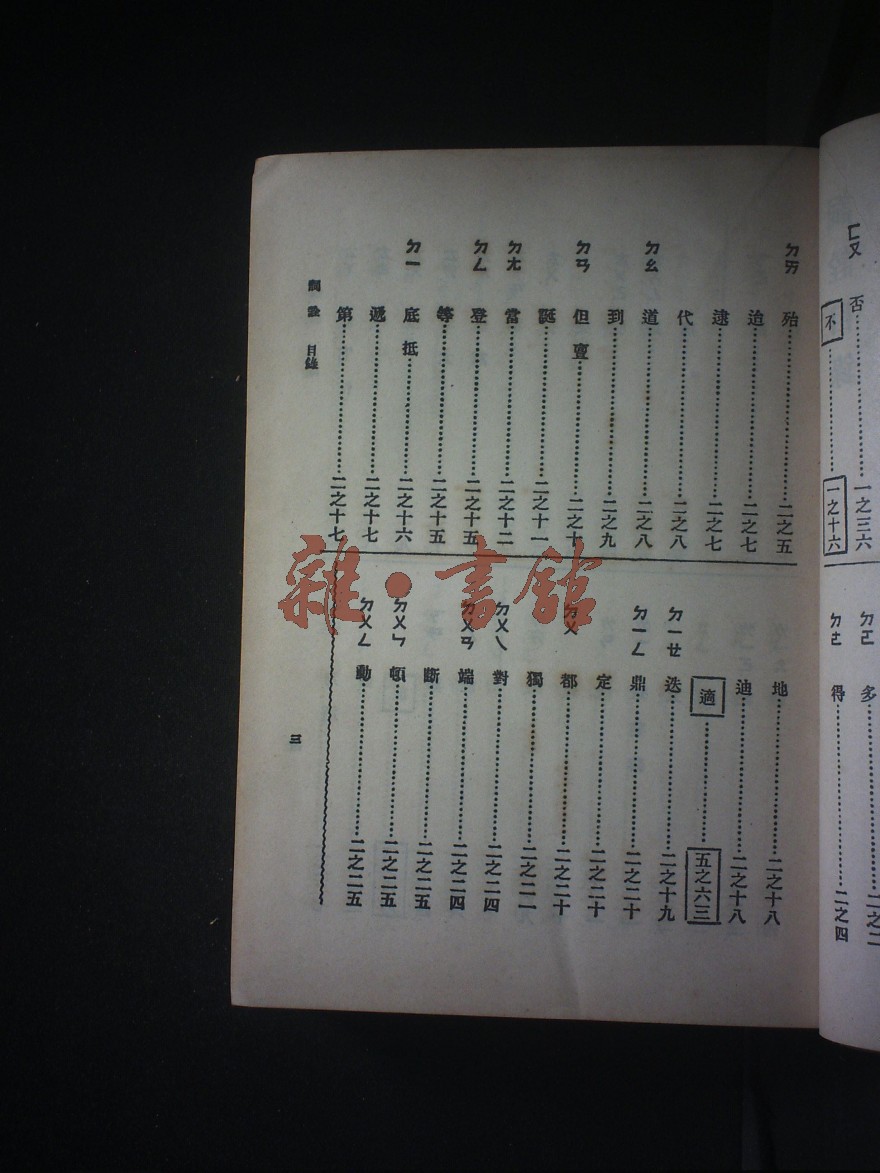 ㄈㄡ 否 一之三六
不 一之十六
ㄉㄛ 多
ㄉㄜ 得 二之四
ㄉㄞ 殆 二之五
迨 二之七
逮 二之七
代 二之八
ㄉㄠ 道 二之八
到 二之九
ㄉㄢ 但亶 二之十
誕 二之十一
ㄉㄤ 當 二之十二
ㄉㄥ 登 二之十五
等 二之十五
ㄉㄧ 底抵 二之十六
遞 二之十七
第 二之十七
地 二之十八
迪 二之十八
適 五之六三
ㄉㄧㄝ 迭 二之十九
ㄉㄧㄥ 鼎 二之二十
定 二之二十
ㄉㄨ 都 二之二十
獨 二之二一
ㄉㄨㄟ 對 二之二四
ㄉㄨㄢ 端 二之二四
斷 二之二五
ㄉㄨㄣ 頓 二之二五
ㄉㄨㄥ 動 二之二五
詞詮 目錄
三
雜·書館